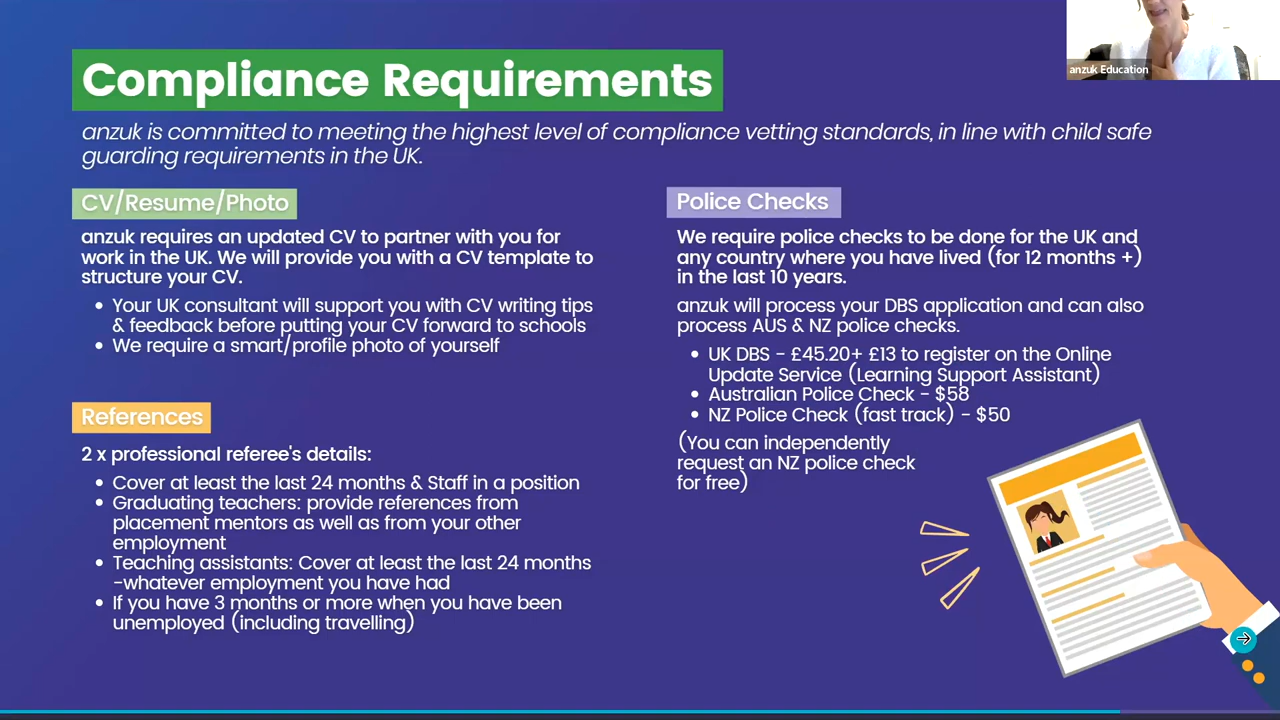 Compliance Requirements
anzuk is committed to meeting the highest level of compliance vetting standards, in line with child safe
guarding requirements in the UK.
CV/Resume/Photo
anzuk requires an updated CV to partner with you for
work in the UK. We will provide you with a CV template to
structure your CV.
• Your UK consultant will support you with CV writing tips
& feedback before putting your CV forward to schools
• We require a smart/profile photo of yourself
References
2 x professional referee's details:
• Cover at least the last 24 months & Staff in a position
• Graduating teachers: provide references from
placement mentors as well as from your other
employment
• Teaching assistants: Cover at least the last 24 months
-whatever employment you have had
• If you have 3 months or more when you have been
unemployed (including travelling)
Police Checks
We require police checks to be done for the UK and
any country where you have lived (for 12 months +)
in the last 10 years.
anzuk will process your DBS application and can also
process AUS & NZ police checks.
• UK DBS - £45.20+ £13 to register on the Online
Update Service (Learning Support Assistant)
• Australian Police Check - $58
• NZ Police Check (fast track) - $50
(You can independently
request an NZ police check
for free)
anzuk Education